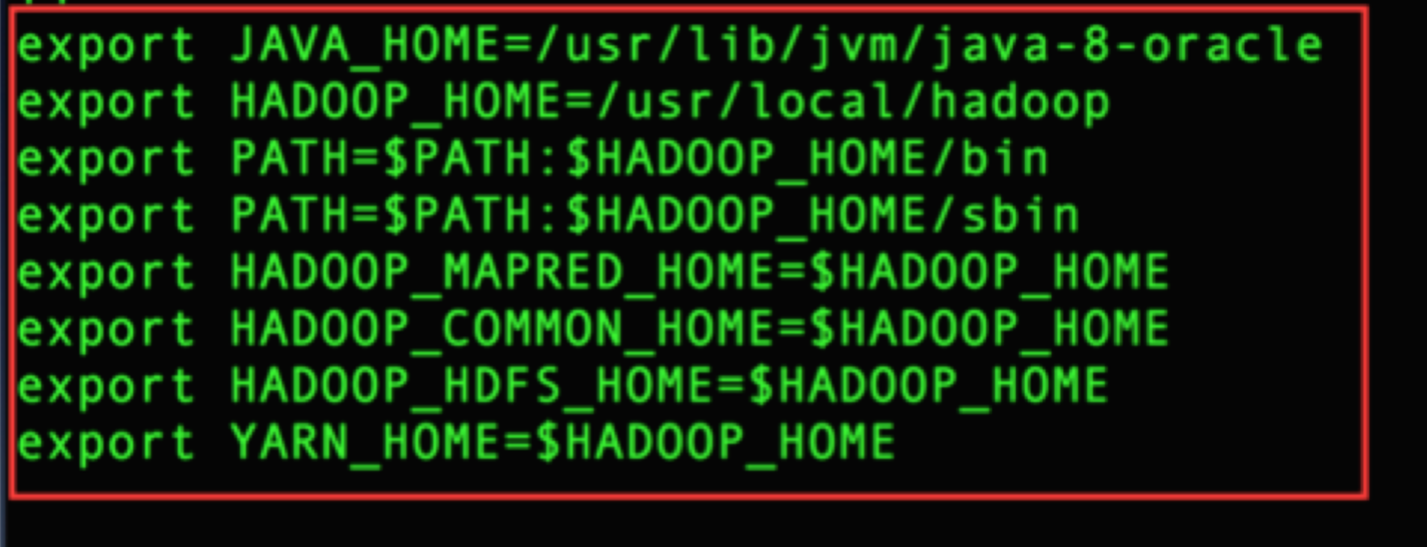 export JAVA_HOME=/usr/lib/jvm/java-8-oracle
export HADOOP_HOME=/usr/local/hadoop
export PATH=$PATH:$HADOOP_HOME/bin
export PATH=$PATH:$HADOOP_HOME/sbin
export HADOOP_MAPRED_HOME=$HADOOP_HOME
export HADOOP_COMMON_HOME=$HADOOP_HOME
export HADOOP_HDFS_HOME=$HADOOP_HOME
export YARN_HOME=$HADOOP_HOME